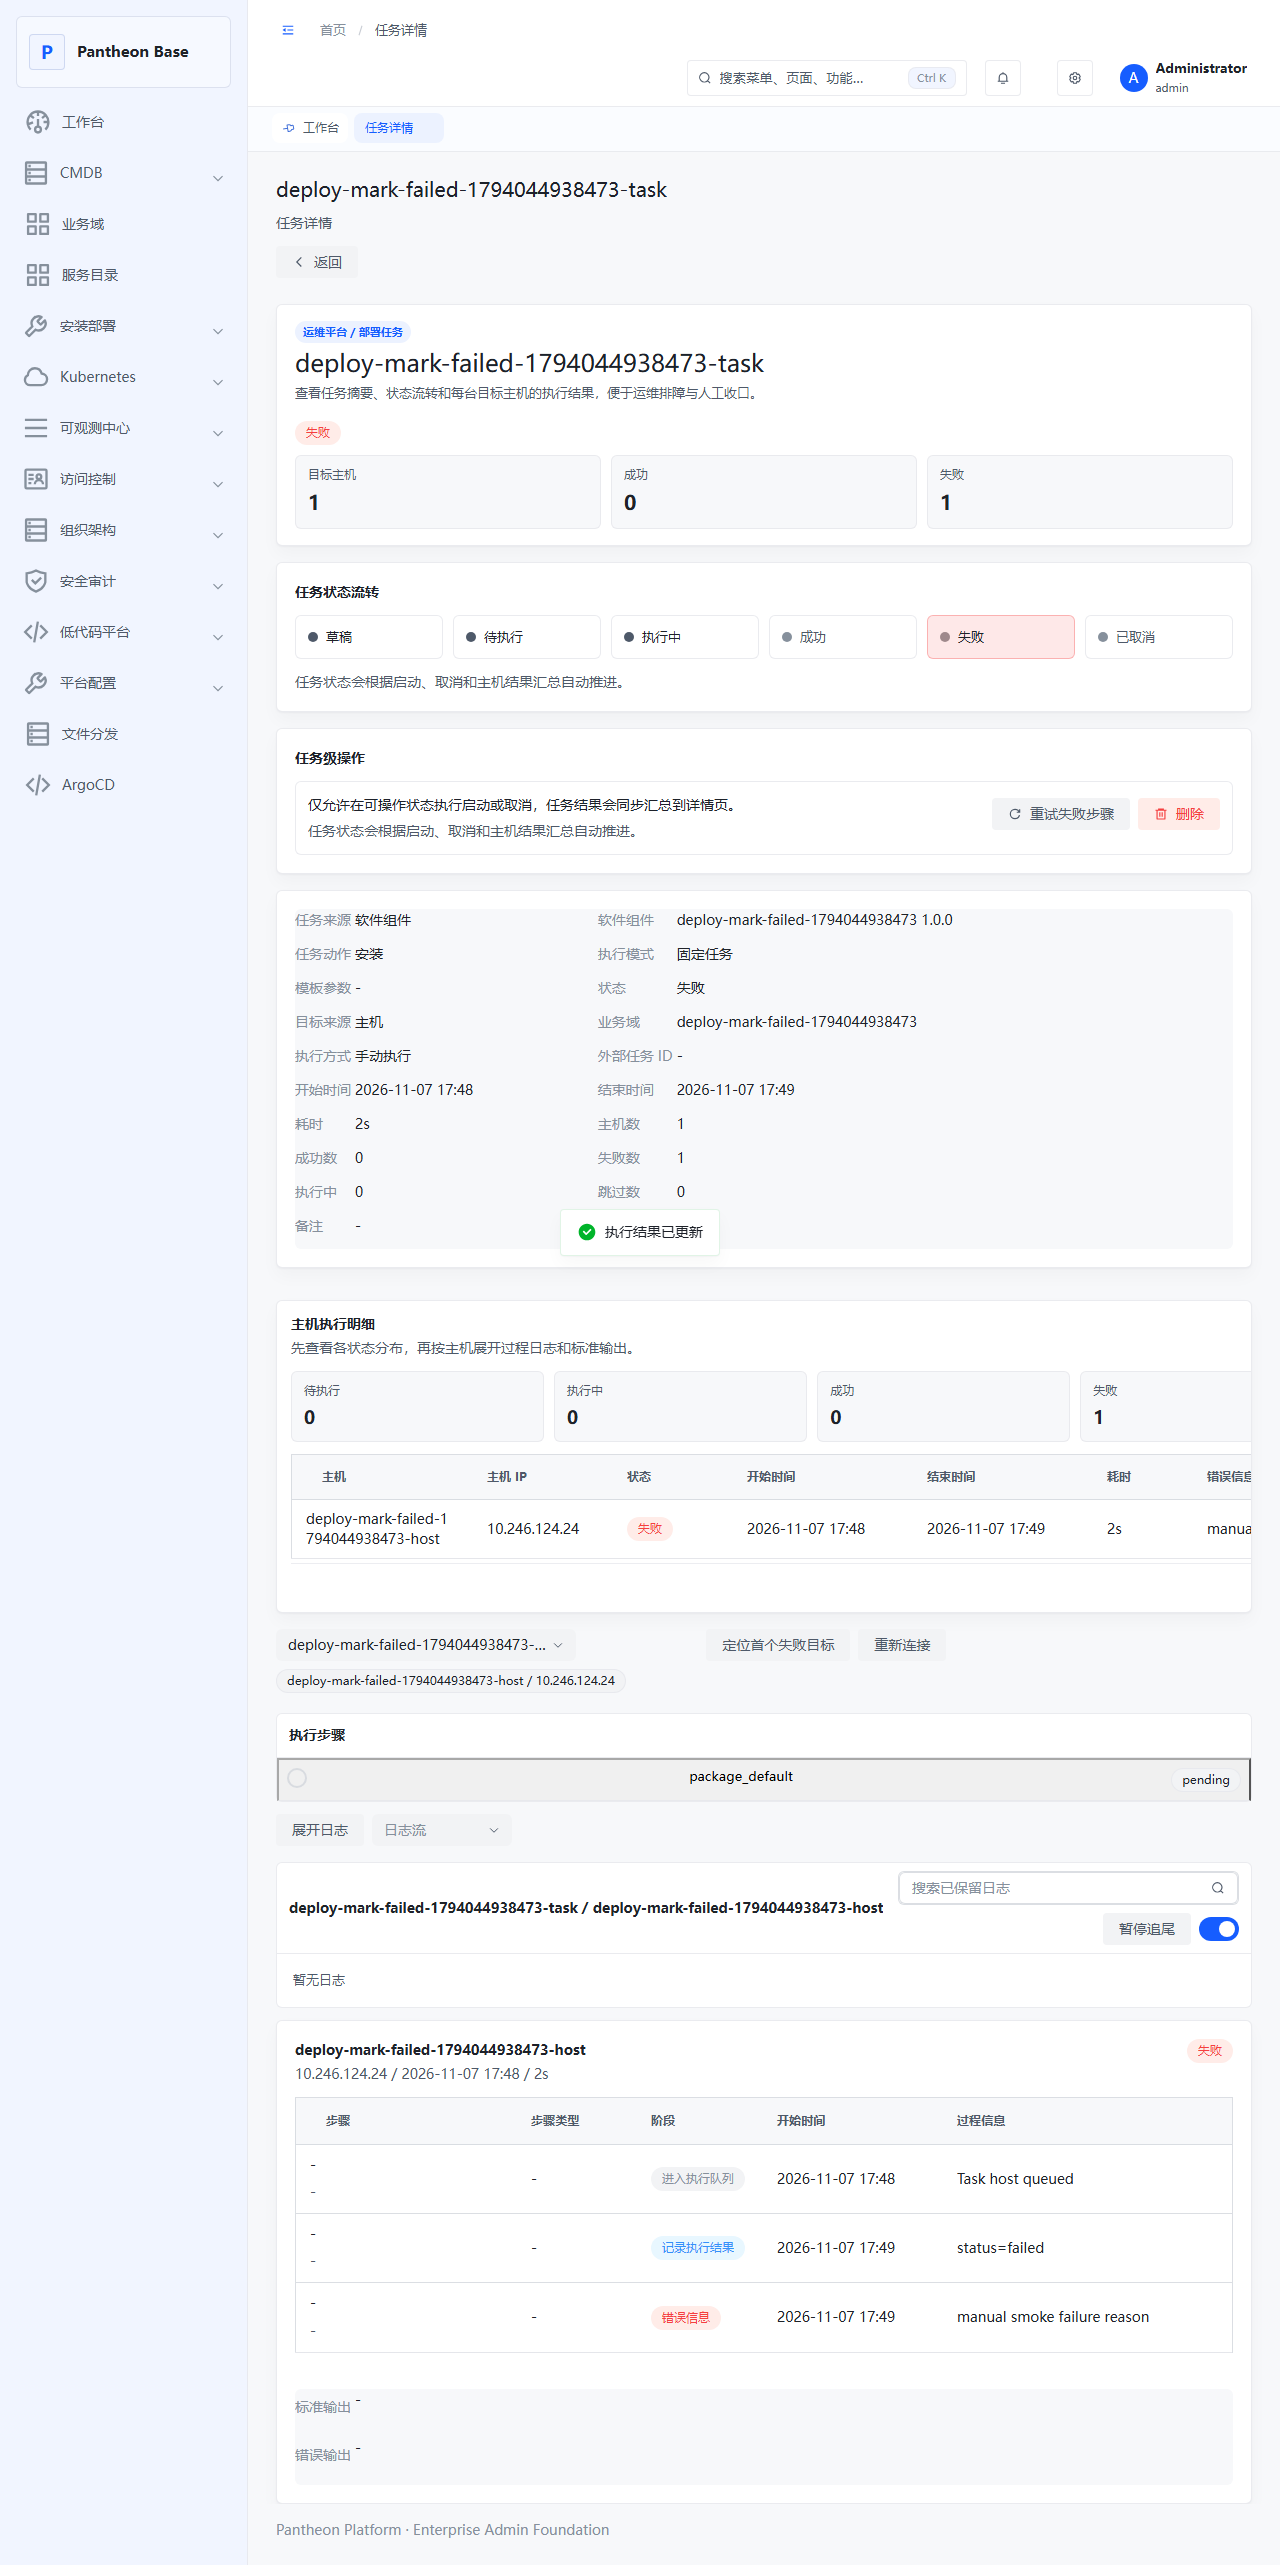 P Pantheon Base
工作台
CMDB
业务域
服务目录
安装部署
Kubernetes
可观测中心
访问控制
组织架构
安全审计
低代码平台
平台配置
文件分发
ArgoCD
首页 / 任务详情
搜索菜单、页面、功能... Ctrl K
A Administrator
admin
工作台 任务详情
deploy-mark-failed-1794044938473-task
任务详情
返回
运维平台 / 部署任务
deploy-mark-failed-1794044938473-task
查看任务摘要、状态流转和每台目标主机的执行结果，便于运维排障与人工收口。
失败
目标主机 成功 失败
1 0 1
任务状态流转
草稿 待执行 执行中 成功 失败 已取消
任务状态会根据启动、取消和主机结果汇总自动推进。
任务级操作
仅允许在可操作状态执行启动或取消，任务结果会同步汇总到详情页。
任务状态会根据启动、取消和主机结果汇总自动推进。
重试失败步骤 删除
任务来源 软件组件 软件组件 deploy-mark-failed-1794044938473 1.0.0
任务动作 安装 执行模式 固定任务
模板参数 - 状态 失败
目标来源 主机 业务域 deploy-mark-failed-1794044938473
执行方式 手动执行 外部任务 ID -
开始时间 2026-11-07 17:48 结束时间 2026-11-07 17:49
耗时 2s 主机数 1
成功数 0 失败数 1
执行中 0 跳过数 0
备注 -
执行结果已更新
主机执行明细
先查看各状态分布，再按主机展开过程日志和标准输出。
待执行 执行中 成功 失败
0 0 0 1
主机 主机 IP 状态 开始时间 结束时间 耗时 错误信息
deploy-mark-failed-1
794044938473-host
10.246.124.24 失败 2026-11-07 17:48 2026-11-07 17:49 2s manua
deploy-mark-failed-1794044938473-... 定位首个失败目标 重新连接
deploy-mark-failed-1794044938473-host / 10.246.124.24
执行步骤
package_default pending
展开日志 日志流
搜索已保留日志
deploy-mark-failed-1794044938473-task / deploy-mark-failed-1794044938473-host
暂停追尾
暂无日志
deploy-mark-failed-1794044938473-host 失败
10.246.124.24 / 2026-11-07 17:48 / 2s
步骤 步骤类型 阶段 开始时间 过程信息
-
- - 进入执行队列 2026-11-07 17:48 Task host queued
-
- - 记录执行结果 2026-11-07 17:49 status=failed
-
- - 错误信息 2026-11-07 17:49 manual smoke failure reason
标准输出 -
错误输出 -
Pantheon Platform · Enterprise Admin Foundation